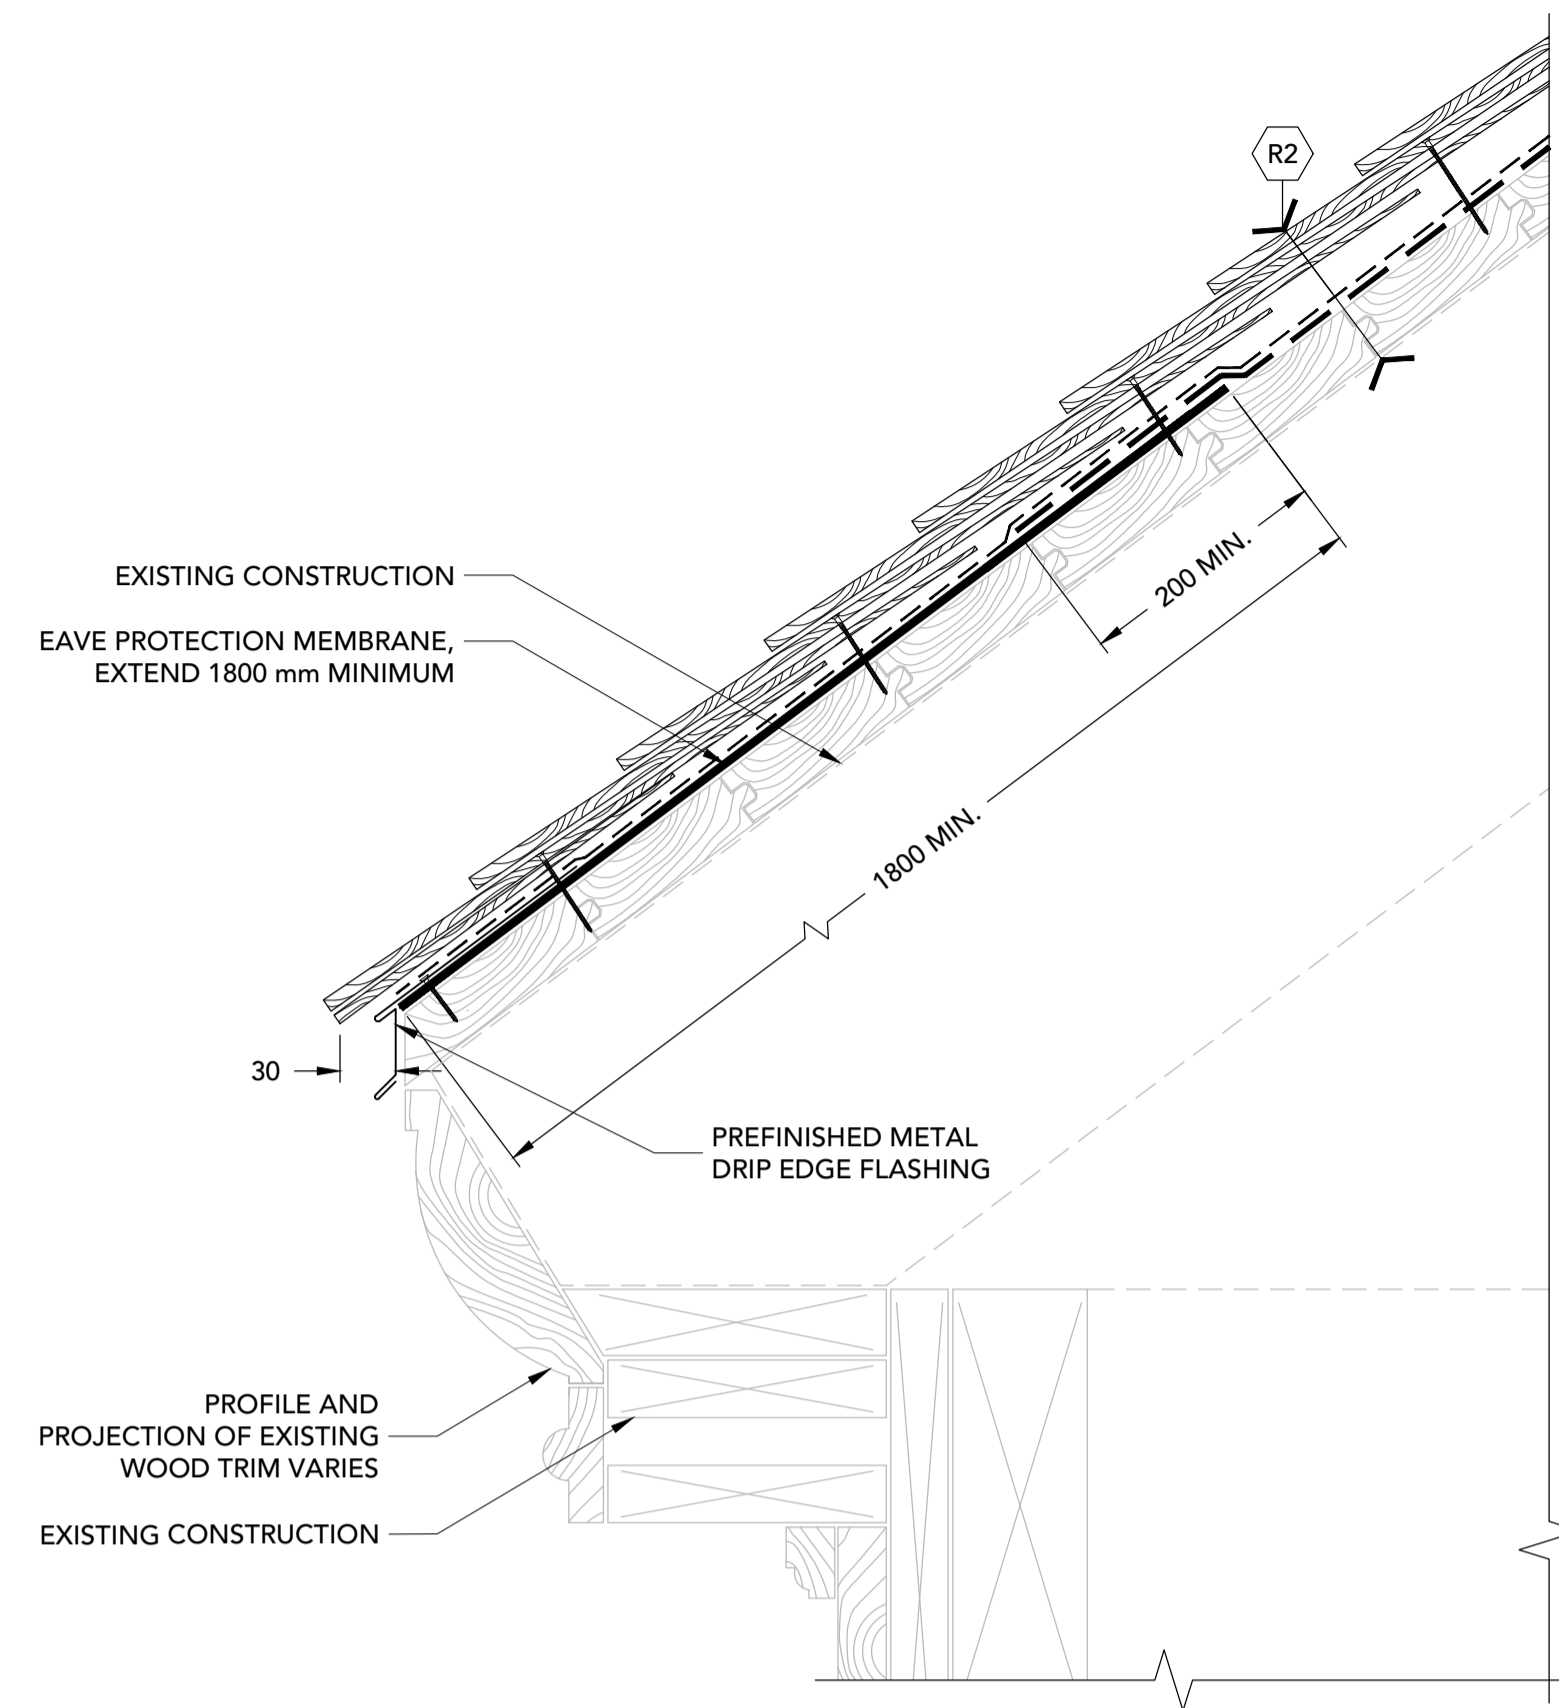 R2
EXISTING CONSTRUCTION
EAVE PROTECTION MEMBRANE,
EXTEND 1800 mm MINIMUM
200 MIN.
1800 MIN.
30
PREFINISHED METAL
DRIP EDGE FLASHING
PROFILE AND
PROJECTION OF EXISTING
WOOD TRIM VARIES
EXISTING CONSTRUCTION